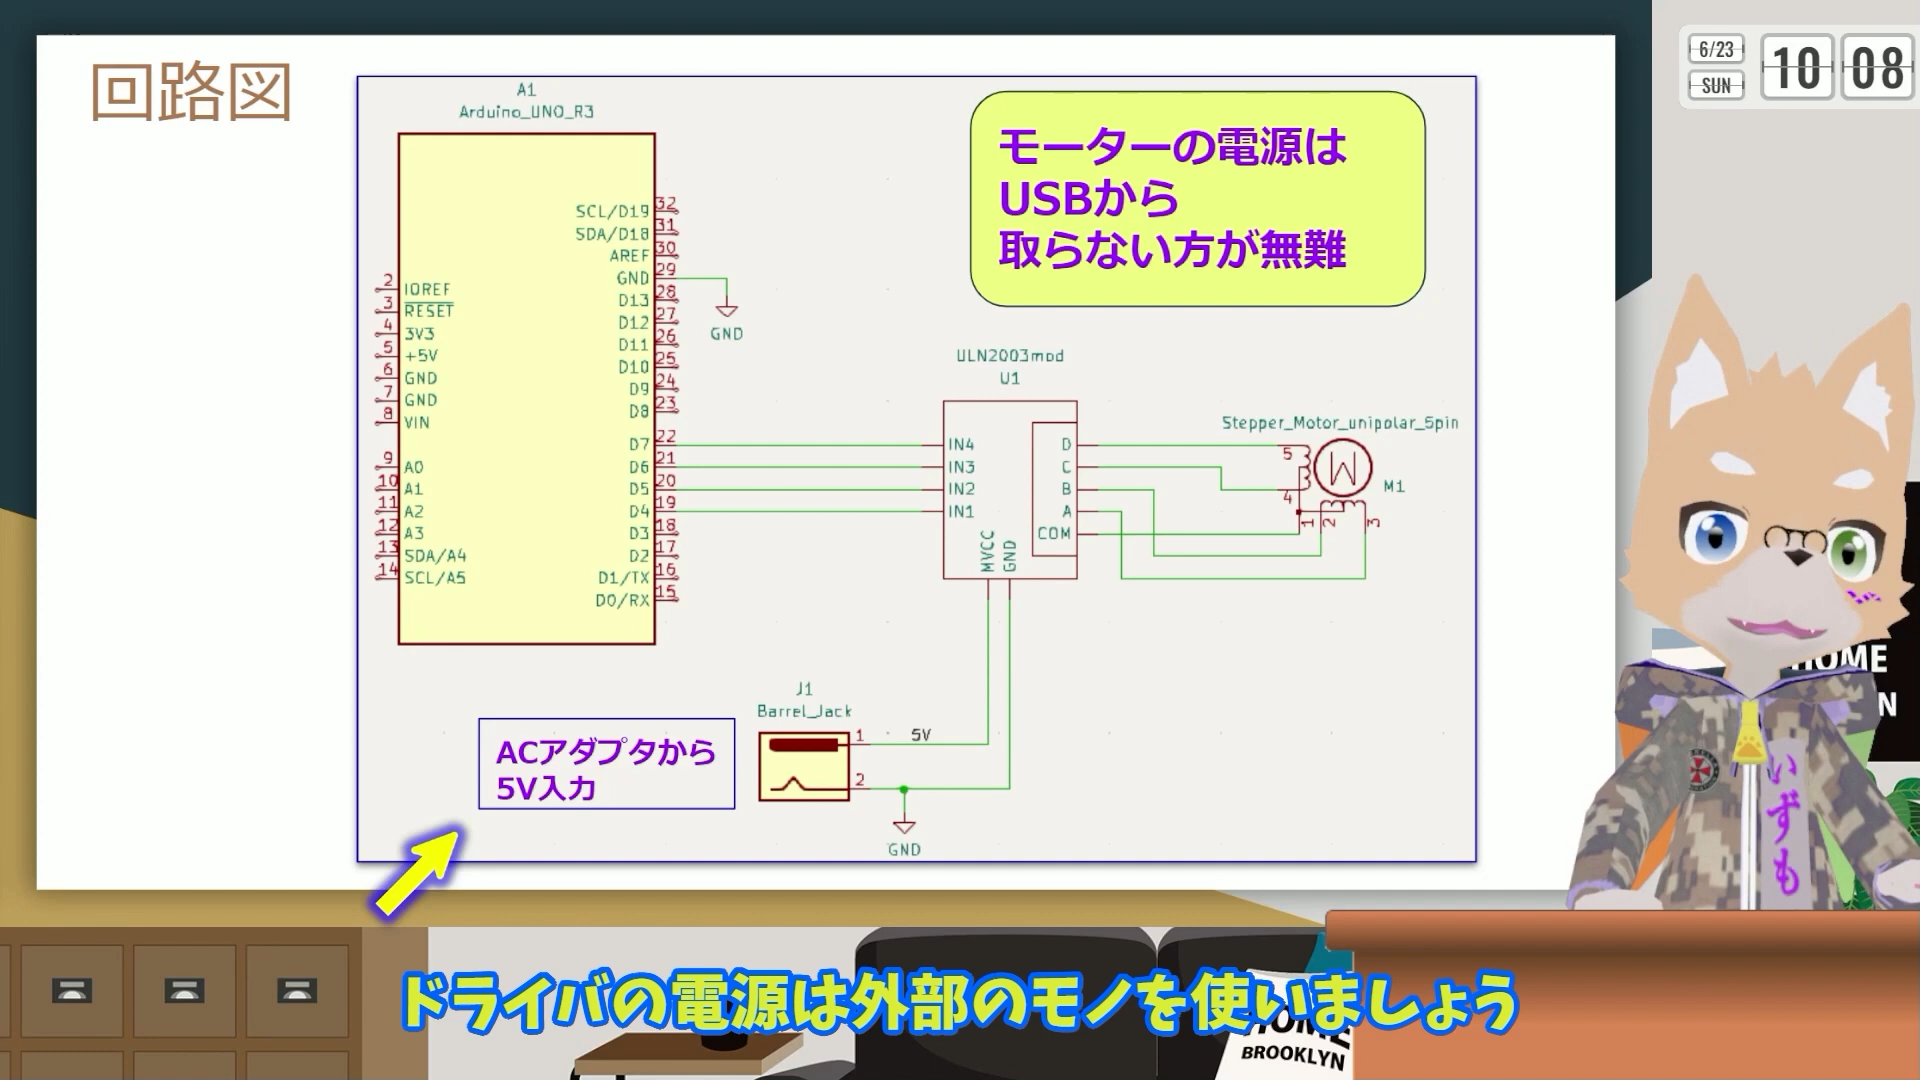 回路図
6/23
SUN
10 08
A1
Arduino_UNO_R3
モーターの電源は
USBから
取らない方が無難
SCL/D19 32
SDA/D18 31
AREF 30
GND 29
D13 28
D12 27
D11 26
D10 25
D9 24
D8 23
D7 22
D6 21
D5 20
D4 19
D3 18
D2 17
D1/TX 16
D0/RX 15
2 IOREF
3 RESET
4 3V3
5 +5V
6 GND
7 GND
8 VIN
9 A0
10 A1
11 A2
12 A3
13 SDA/A4
14 SCL/A5
GND
ULN2003mod
U1
IN4
IN3
IN2
IN1
D
C
B
A
COM
MVCC
GND
Stepper_Motor_unipolar_5pin
5
4
1
2
3
M1
J1
Barrel_Jack
1
2
5V
GND
ACアダプタから
5V入力
いずも
HOME
N
ドライバの電源は外部のモノを使いましょう
HOME
BROOKLYN